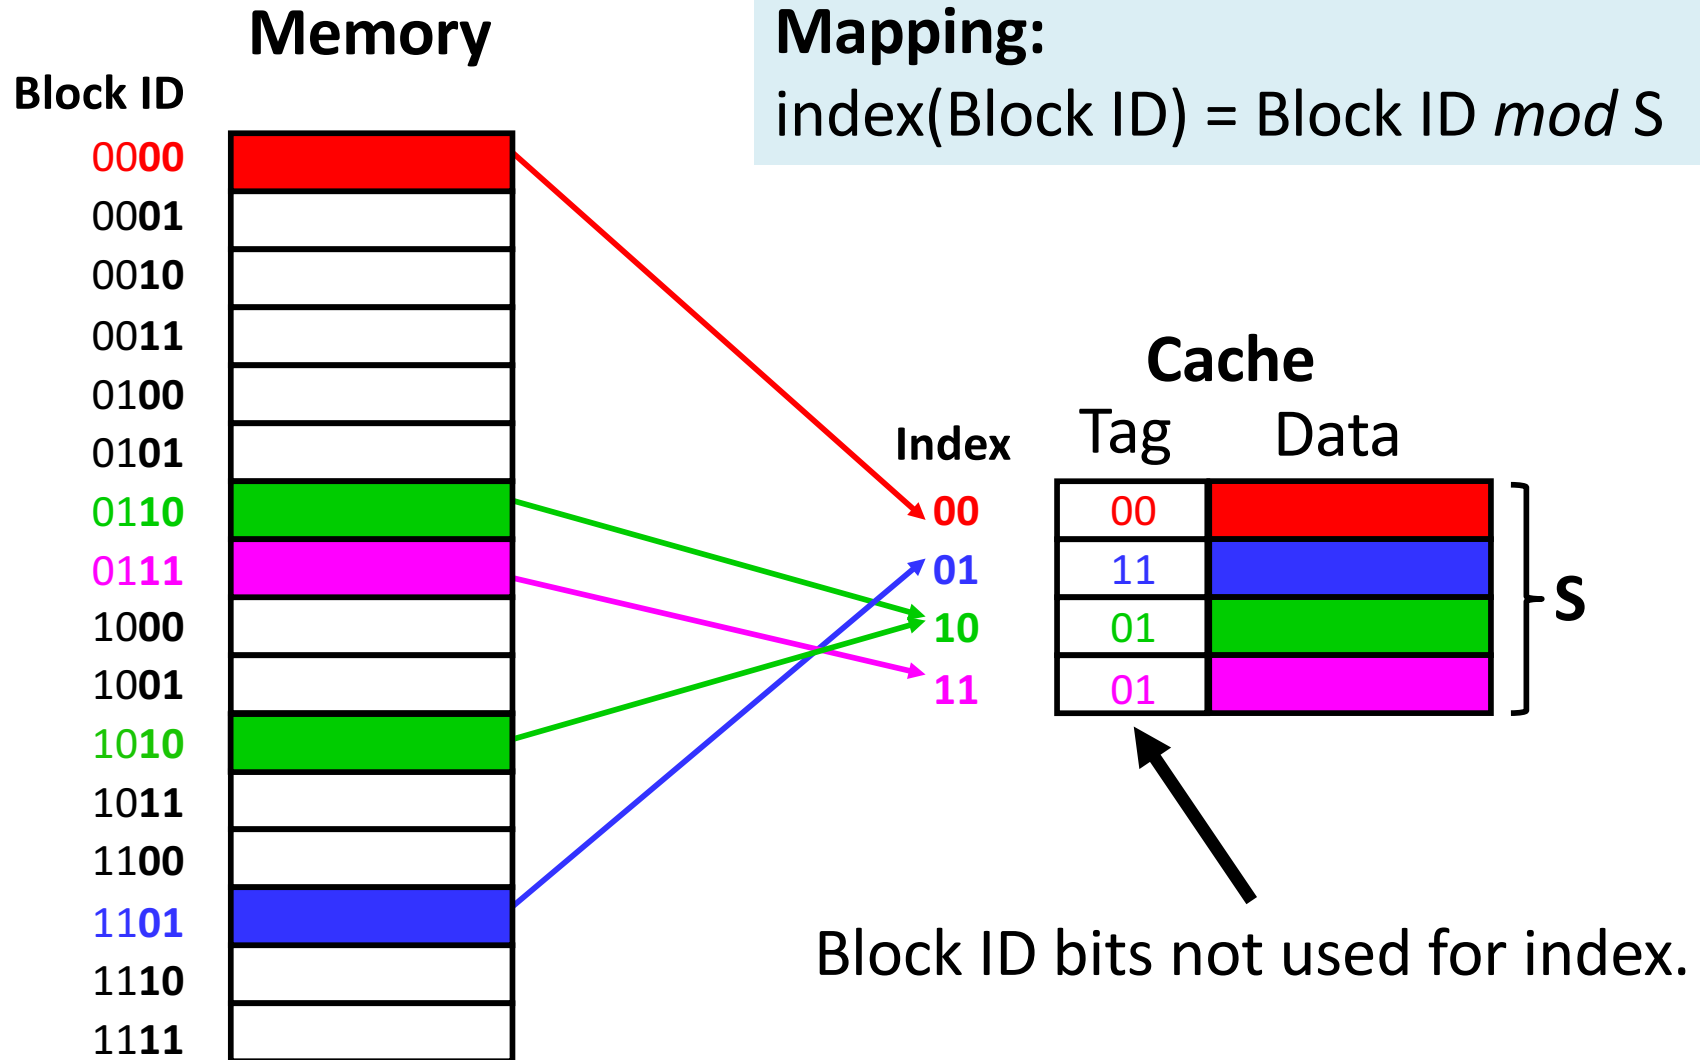 Memory
Mapping:
index(Block ID) = Block ID mod S
Block ID
0000
0001
0010
0011
0100
0101
0110
0111
1000
1001
1010
1011
1100
1101
1110
1111
Cache
Index Tag Data
00 00
01 11
10 01
11 01
S
Block ID bits not used for index.